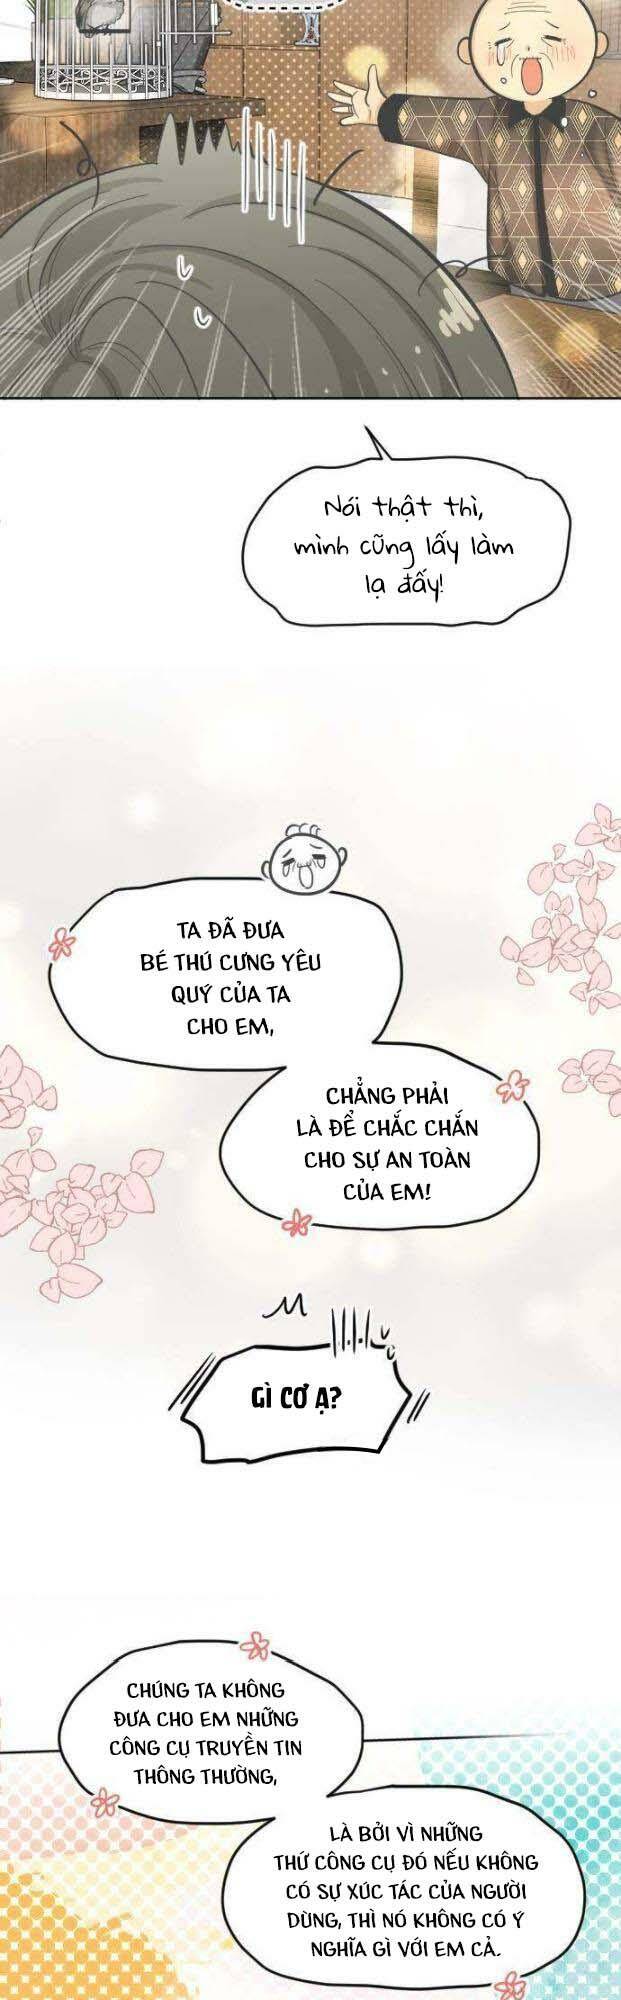 Nói thật thì,
mình cũng lấy làm
lạ đấy!
TA ĐÃ ĐƯA
BÉ THÚ CƯNG YÊU
QUÝ CỦA TA
CHO EM,
CHẲNG PHẢI
LÀ ĐỂ CHẮC CHẮN
CHO SỰ AN TOÀN
CỦA EM!
GÌ CƠ Ạ?
CHÚNG TA KHÔNG
ĐƯA CHO EM NHỮNG
CÔNG CỤ TRUYỀN TIN
THÔNG THƯỜNG,
LÀ BỞI VÌ NHỮNG
THỨ CÔNG CỤ ĐÓ NẾU KHÔNG
CÓ SỰ XÚC TÁC CỦA NGƯỜI
DÙNG, THÌ NÓ KHÔNG CÓ Ý
NGHĨA GÌ VỚI EM CẢ.